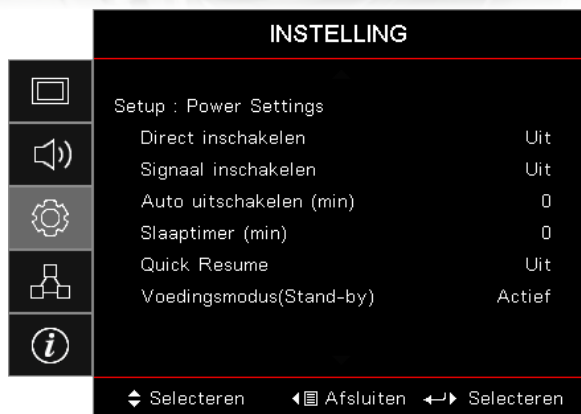 INSTELLING
Setup : Power Settings
Direct inschakelen Uit
Signaal inschakelen Uit
Auto uitschakelen (min) 0
Slaaptimer (min) 0
Quick Resume Uit
Voedingsmodus(Stand-by) Actief
Selecteren Afsluiten Selecteren